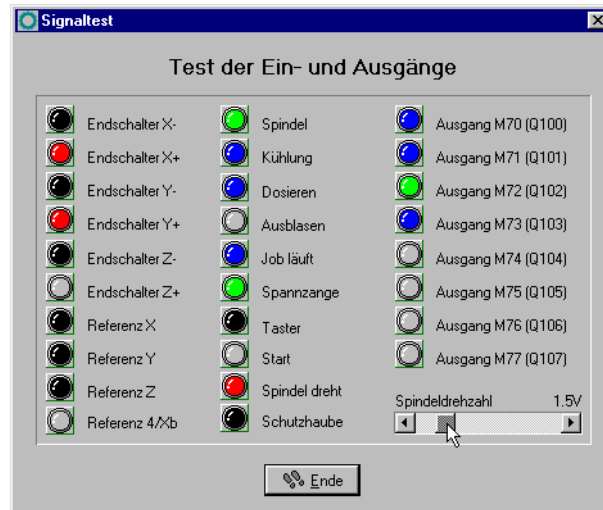 Signaltest
Test der Ein- und Ausgänge
Endschalter X-
Endschalter X+
Endschalter Y-
Endschalter Y+
Endschalter Z-
Endschalter Z+
Referenz X
Referenz Y
Referenz Z
Referenz 4/Xb
Spindel
Kühlung
Dosieren
Ausblasen
Job läuft
Spannzange
Taster
Start
Spindel dreht
Schutzhaube
Ausgang M70 (Q100)
Ausgang M71 (Q101)
Ausgang M72 (Q102)
Ausgang M73 (Q103)
Ausgang M74 (Q104)
Ausgang M75 (Q105)
Ausgang M76 (Q106)
Ausgang M77 (Q107)
Spindeldrehzahl 1.5V
Ende